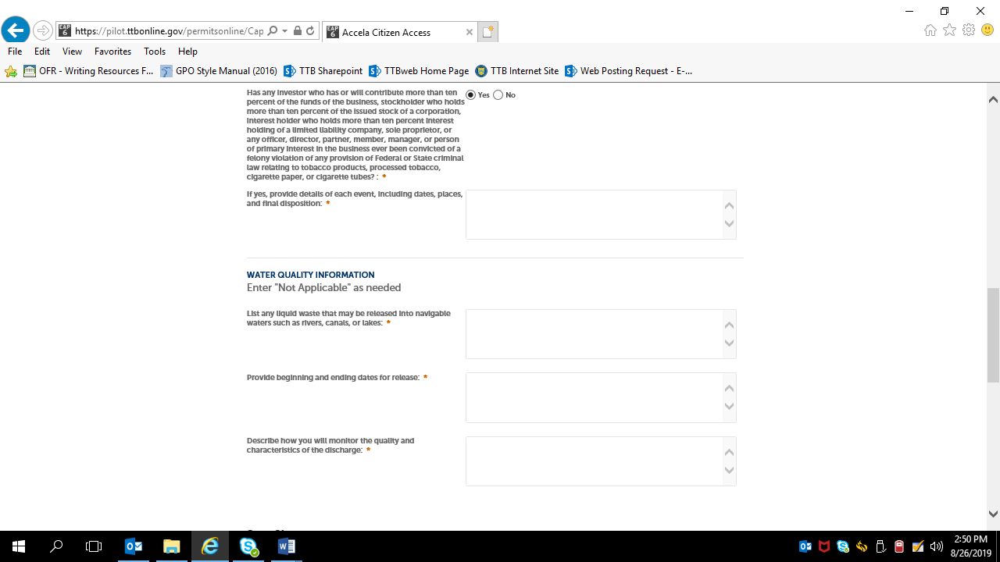 https://pilot.ttbonline.gov/permitsonline/Cap
EAP 6 Accela Citizen Access
File Edit View Favorites Tools Help
OFR - Writing Resources F... GPO Style Manual (2016) TTB Sharepoint TTBweb Home Page TTB Internet Site Web Posting Request - E-...
Has any investor who has or will contribute more than ten
percent of the funds of the business, stockholder who holds
more than ten percent of the issued stock of a corporation,
interest holder who holds more than ten percent interest
holding of a limited liability company, sole proprietor, or
any officer, director, partner, member, manager, or person
of primary interest in the business ever been convicted of a
felony violation of any provision of Federal or State criminal
law relating to tobacco products, processed tobacco,
cigarette paper, or cigarette tubes? : *
Yes No
If yes, provide details of each event, including dates, places,
and final disposition: *
WATER QUALITY INFORMATION
Enter "Not Applicable" as needed
List any liquid waste that may be released into navigable
waters such as rivers, canals, or lakes: *
Provide beginning and ending dates for release: *
Describe how you will monitor the quality and
characteristics of the discharge: *
2:50 PM
8/26/2019